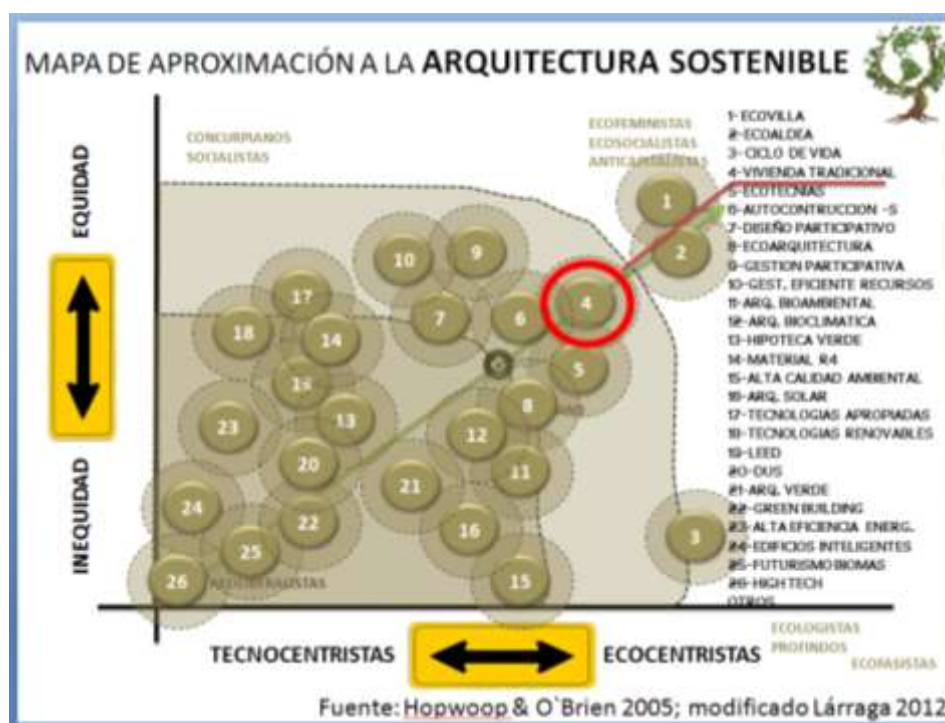 MAPA DE APROXIMACIÓN A LA ARQUITECTURA SOSTENIBLE
CONCURPIANOS
SOCIALISTAS
ECOFEMINISTAS
ECOSOCIALISTAS
ANTICAPITALISTAS
1- ECOVILLA
2- ECOALDEA
3- CICLO DE VIDA
4- VIVIENDA TRADICIONAL
5- ECOTECNIAS
6- AUTOCONTRUCCION -S
7- DISEÑO PARTICIPATIVO
8- ECOARQUITECTURA
9- GESTION PARTICIPATIVA
10- GEST. EFICIENTE RECURSOS
11- ARQ. BIOAMBIENTAL
12- ARQ. BIOCLIMATICA
13- HIPOTECA VERDE
14- MATERIAL R4
15- ALTA CALIDAD AMBIENTAL
16- ARQ. SOLAR
17- TECNOLOGIAS APROPIADAS
18- TECNOLOGIAS RENOVABLES
19- LEED
20- DUS
21- ARQ. VERDE
22- GREEN BUILDING
23- ALTA EFICIENCIA ENERG.
24- EDIFICIOS INTELIGENTES
25- FUTURISMO BIOMAS
26- HIGH TECH
OTROS
EQUIDAD
INEQUIDAD
1
2
9
10
17
4
7
6
18
14
5
19
8
13
23
12
20
11
21
24
22
16
3
25
26
15
TECNOCENTRISTAS
ECOCENTRISTAS
ECOLOGISTAS
PROFINDOS
ECOFASISTAS
Fuente: Hopwoop & O`Brien 2005; modificado Lárraga 2012